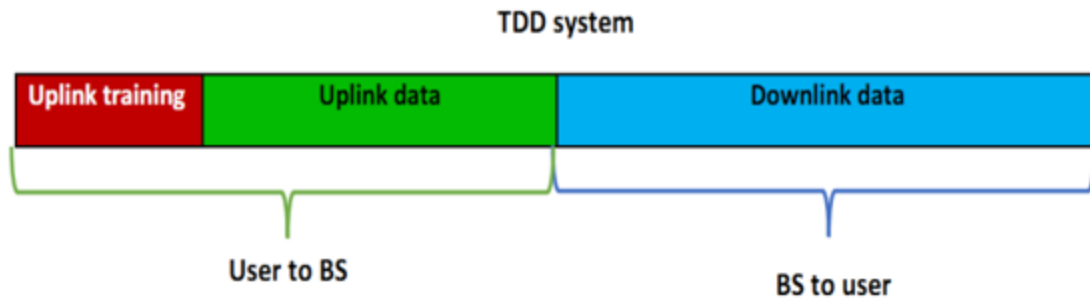 TDD system
Uplink training
Uplink data
Downlink data
User to BS
BS to user